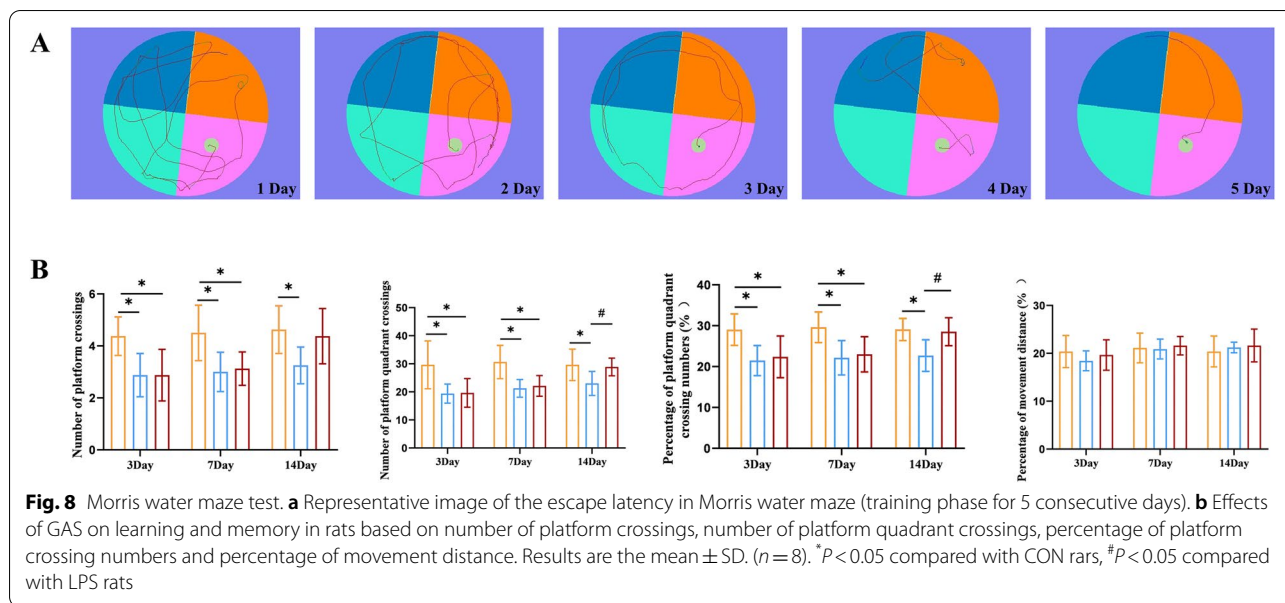 A
1 Day
2 Day
3 Day
4 Day
5 Day
B
Number of platform crossings
6
4
2
0
* * * * *
3Day 7Day 14Day
Number of platform quadrant crossings
50
40
30
20
10
0
* * * * * #
3Day 7Day 14Day
Percentage of platform quadrant
crossing numbers (% )
40
30
20
10
0
* * * * * #
3Day 7Day 14Day
Percentage of movement distance (% )
30
20
10
0
3Day 7Day 14Day
Fig. 8 Morris water maze test. a Representative image of the escape latency in Morris water maze (training phase for 5 consecutive days). b Effects
of GAS on learning and memory in rats based on number of platform crossings, number of platform quadrant crossings, percentage of platform
crossing numbers and percentage of movement distance. Results are the mean ± SD. (n = 8). *P < 0.05 compared with CON rars, #P < 0.05 compared
with LPS rats